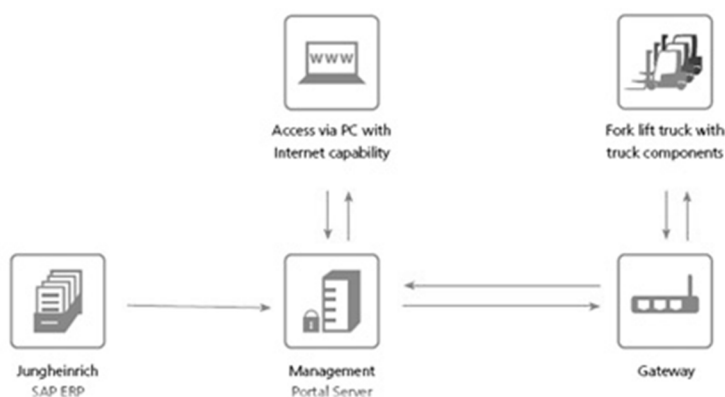 WWW
Access via PC with
Internet capability
Fork lift truck with
truck components
Jungheinrich
SAP ERP
Management
Portal Server
Gateway